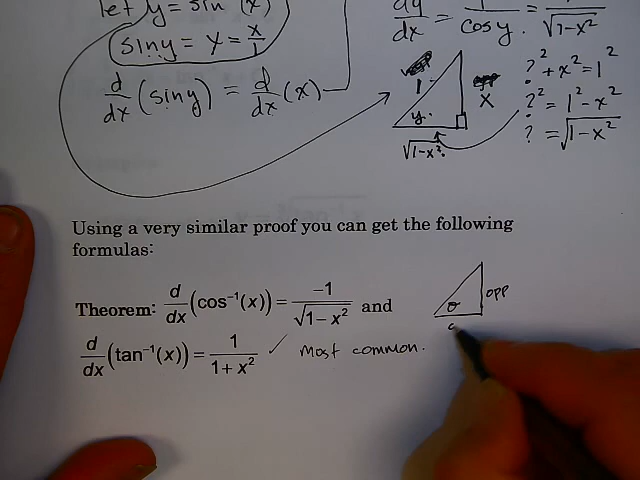 let y = sin (x)
sin y = y = x/1
d/dx (sin y) = d/dx (x)
dy/dx = 1/cos y. = 1/√1-x²
1
y.
x
√1-x²
?² + x² = 1²
?² = 1² - x²
? = √1-x²
Using a very similar proof you can get the following
formulas:
Theorem: d/dx (cos⁻¹(x)) = -1/√1-x² and
d/dx (tan⁻¹(x)) = 1/1+x² ✓ most common.
θ
opp